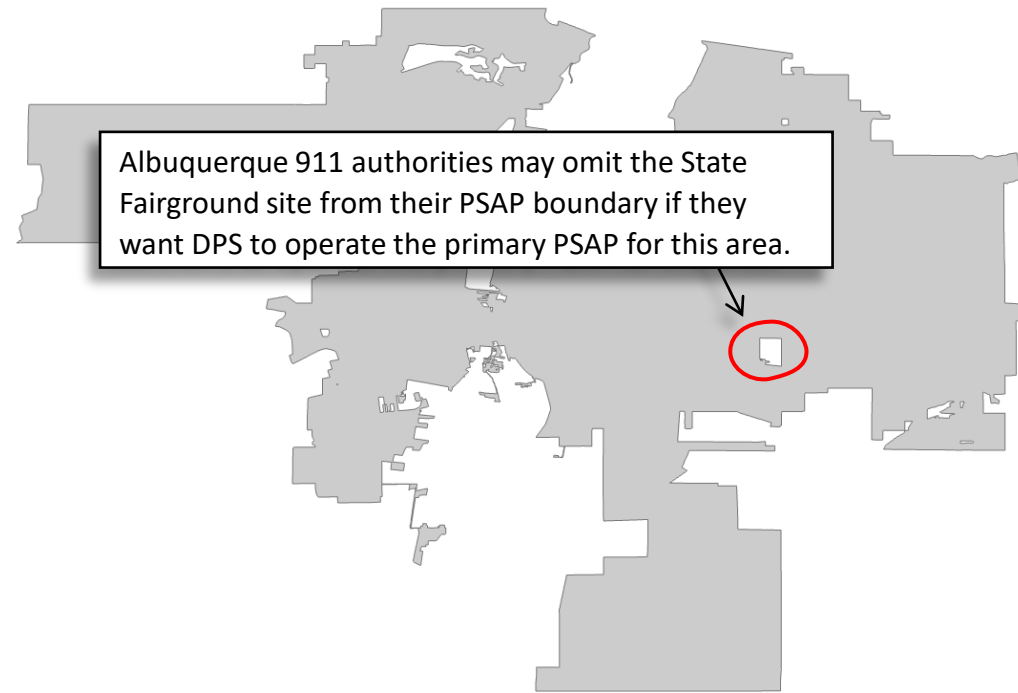 Albuquerque 911 authorities may omit the State
Fairground site from their PSAP boundary if they
want DPS to operate the primary PSAP for this area.